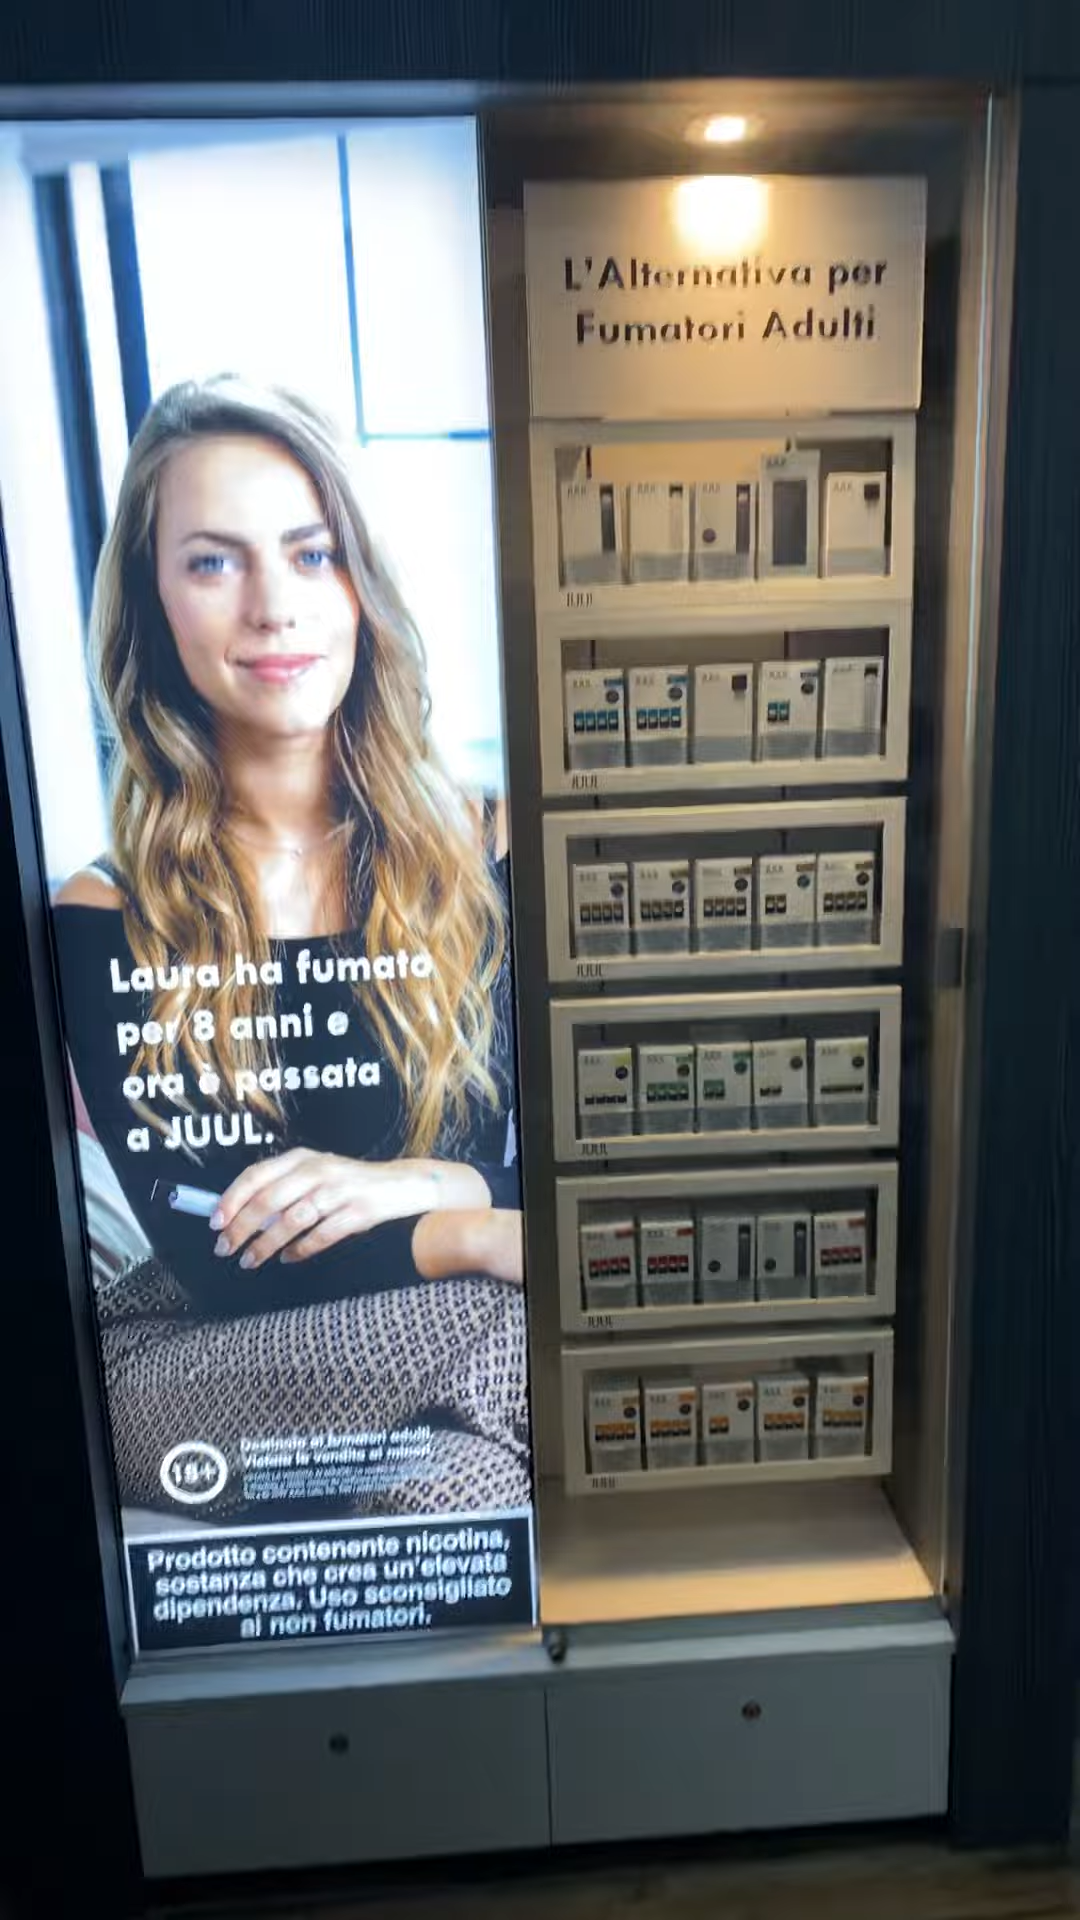 L'Alternativa per
Fumatori Adulti
JUUL
JUUL
JUUL
JUUL
JUUL
JUUL
Laura ha fumato
per 8 anni e
ora è passata
a JUUL.
18+
Destinato ai fumatori adulti.
Vietata la vendita ai minori.
Prodotto contenente nicotina,
sostanza che crea un'elevata
dipendenza. Uso sconsigliato
ai non fumatori.